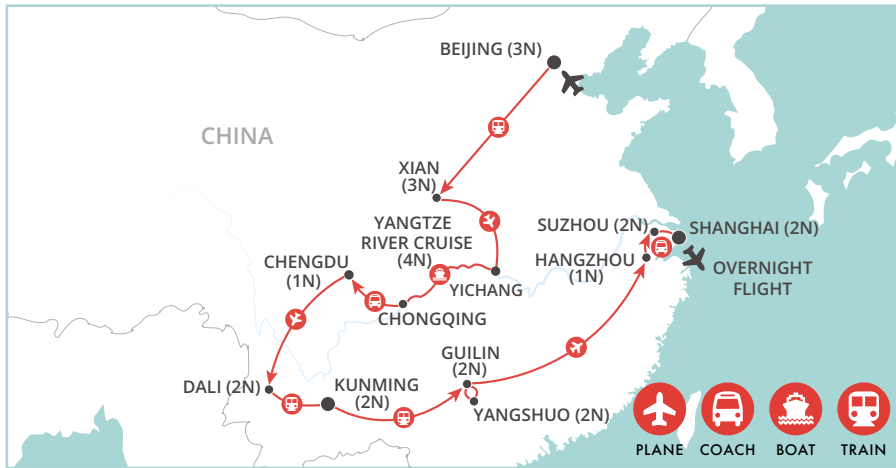 BEIJING (3N)
CHINA
XIAN
(3N)
YANGTZE
RIVER CRUISE
(4N)
SUZHOU (2N)
SHANGHAI (2N)
HANGZHOU
(1N)
OVERNIGHT
FLIGHT
CHENGDU
(1N)
YICHANG
CHONGQING
GUILIN
(2N)
DALI (2N)
KUNMING
(2N)
YANGSHUO (2N)
PLANE
COACH
BOAT
TRAIN